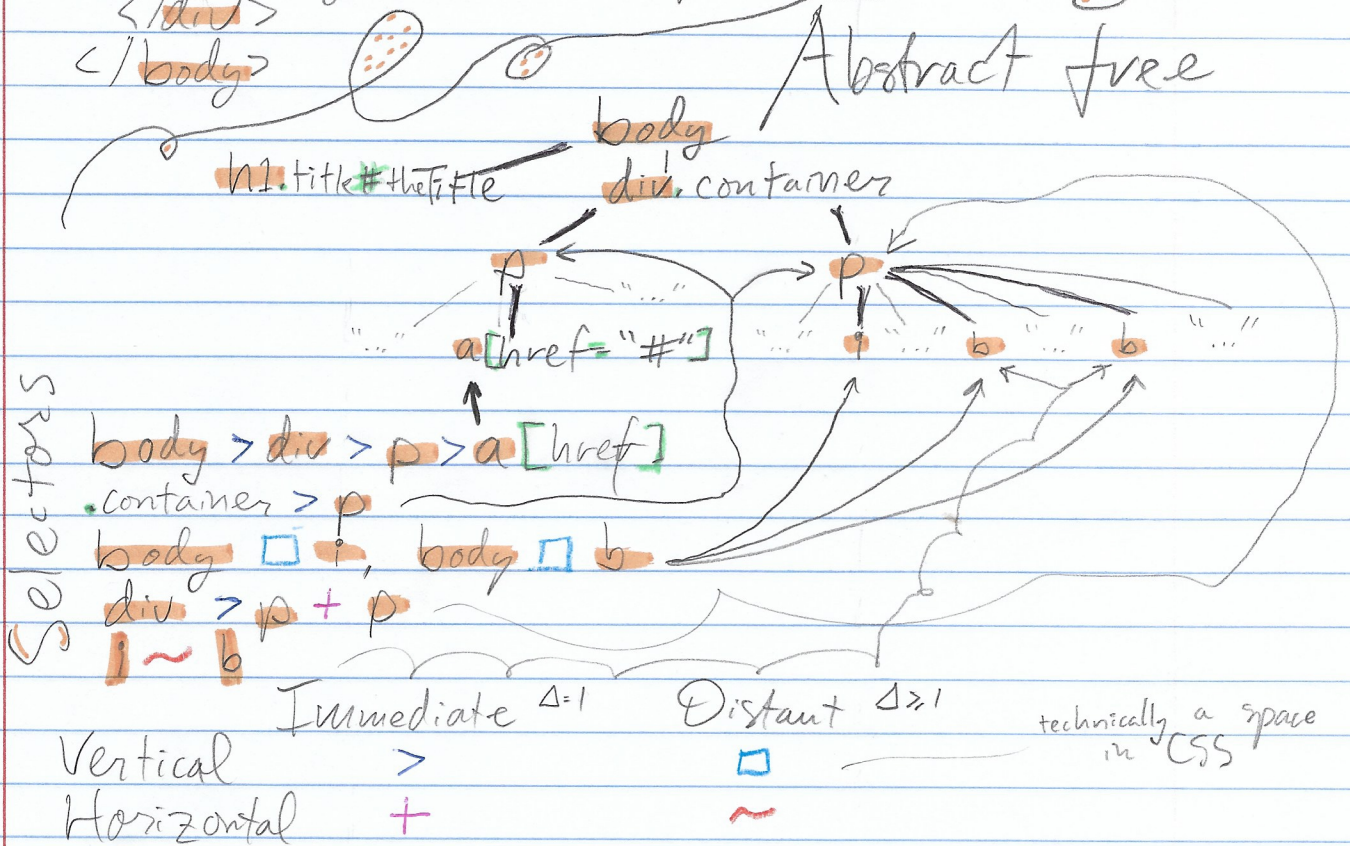 </div>
</body>
Abstract tree
body
h1.title#theTitle
div.container
p
p
"..." "..."
a[href="#"]
"..." i "..." b "..." b "..."
Selectors
body > div > p > a [href]
.container > p
body □ i, body □ b
div > p + p
i ~ b
Immediate Δ=1 Distant Δ≥1
technically a space
in CSS
Vertical > □
Horizontal + ~